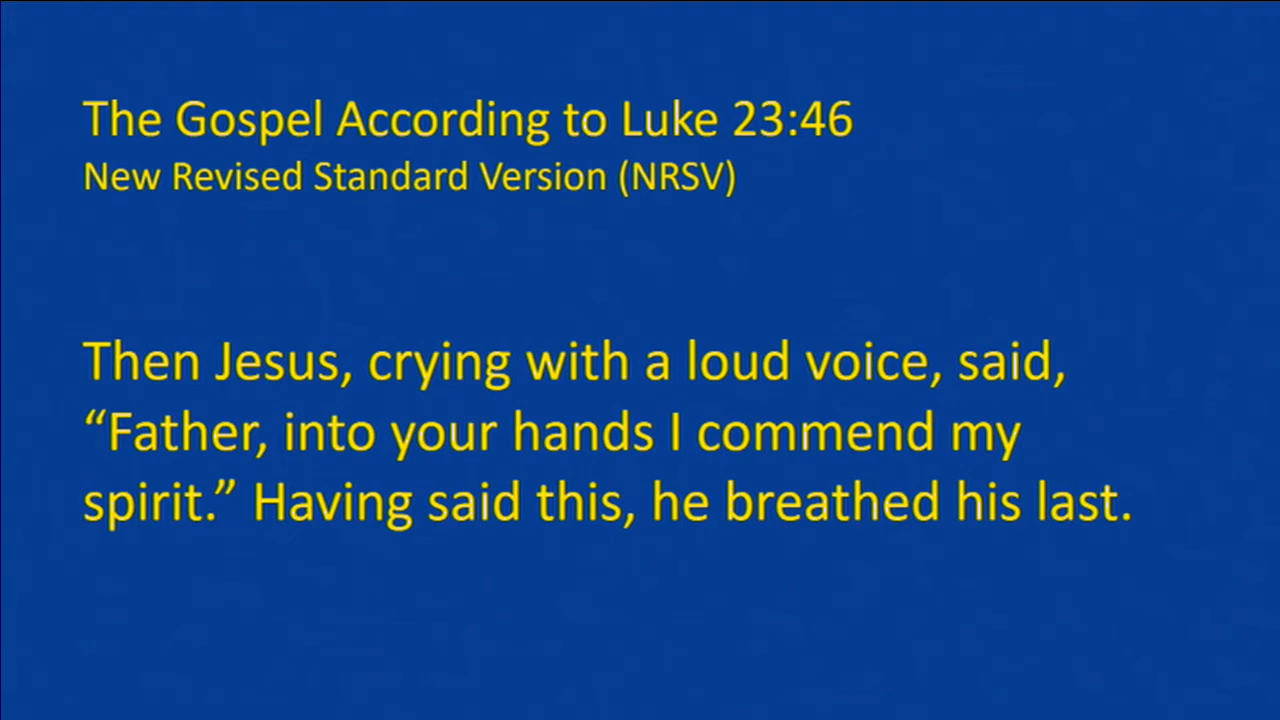 The Gospel According to Luke 23:46
New Revised Standard Version (NRSV)
Then Jesus, crying with a loud voice, said,
“Father, into your hands I commend my
spirit.” Having said this, he breathed his last.